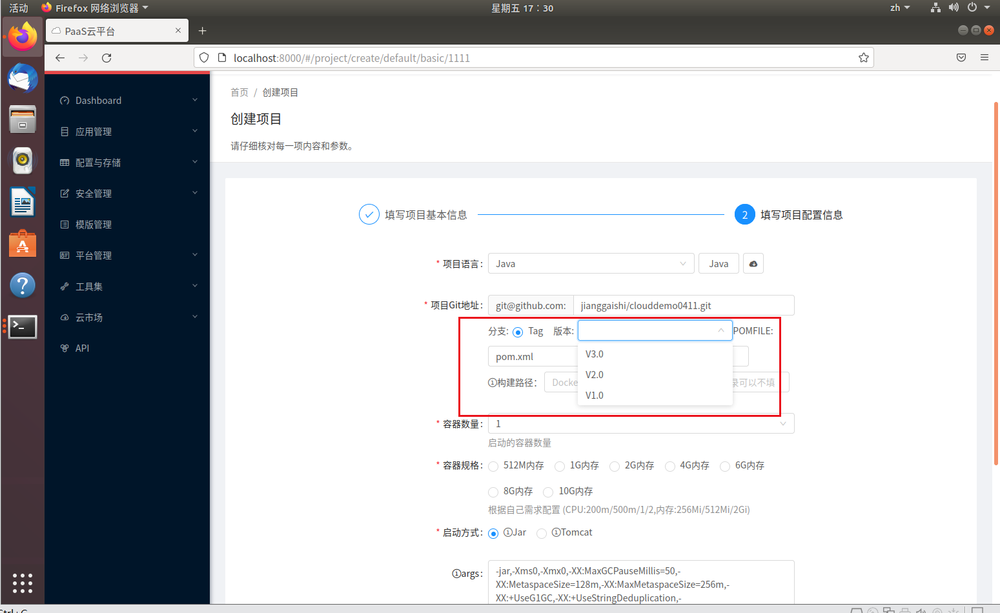 活动 Firefox 网络浏览器 星期五 17:30 zh
PaaS云平台
localhost:8000/#/project/create/default/basic/1111
Dashboard
应用管理
配置与存储
安全管理
模版管理
平台管理
工具集
云市场
API
首页 / 创建项目
创建项目
请仔细核对每一项内容和参数。
填写项目基本信息 2 填写项目配置信息
* 项目语言: Java Java
* 项目Git地址: git@github.com: jianggaishi/clouddemo0411.git
分支: Tag 版本: POMFILE:
pom.xml
V3.0
V2.0
V1.0
构建路径: Docke 录可以不填
* 容器数量: 1
启动的容器数量
* 容器规格: 512M内存 1G内存 2G内存 4G内存 6G内存
8G内存 10G内存
根据自己需求配置 (CPU:200m/500m/1/2,内存:256Mi/512Mi/2Gi)
* 启动方式: Jar Tomcat
args: -jar,-Xms0,-Xmx0,-XX:MaxGCPauseMillis=50,-
XX:MetaspaceSize=128m,-XX:MaxMetaspaceSize=256m,-
XX:+UseG1GC,-XX:+UseStringDeduplication,-